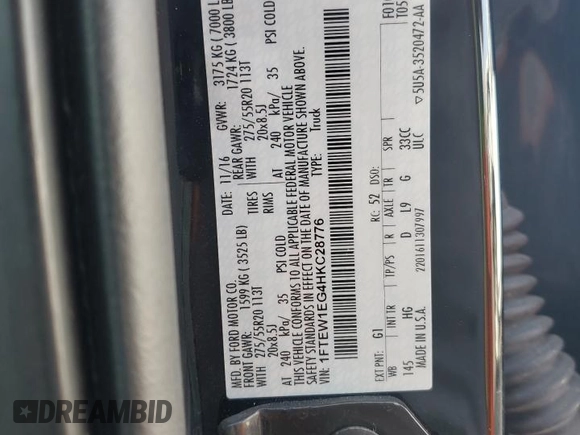 MFD. BY FORD MOTOR CO.
DATE: 11/16 GVWR: 3175 KG ( 7000 L
FRONT GAWR: 1599 KG ( 3525 LB) REAR GAWR: 1724 KG ( 3800 LB
WITH 275/55R20 113T TIRES WITH 275/55R20 113T
20x8.5J RIMS 20x8.5J
AT 240 kPa/ 35 PSI COLD AT 240 kPa/ 35 PSI COLD
THIS VEHICLE CONFORMS TO ALL APPLICABLE FEDERAL MOTOR VEHICLE
SAFETY STANDARDS IN EFFECT ON THE DATE OF MANUFACTURE SHOWN ABOVE.
VIN: 1FTEW1EG4HKC28776 TYPE: Truck
F01
T05
EXT PNT: G1 RC: 52 DSO:
WB INT TR TP/PS R AXLE TR SPR
145 HG D L9 G 33CC
ULC
MADE IN U.S.A. 2201611307997 ▽5U5A-3520472-AA
DREAMBID